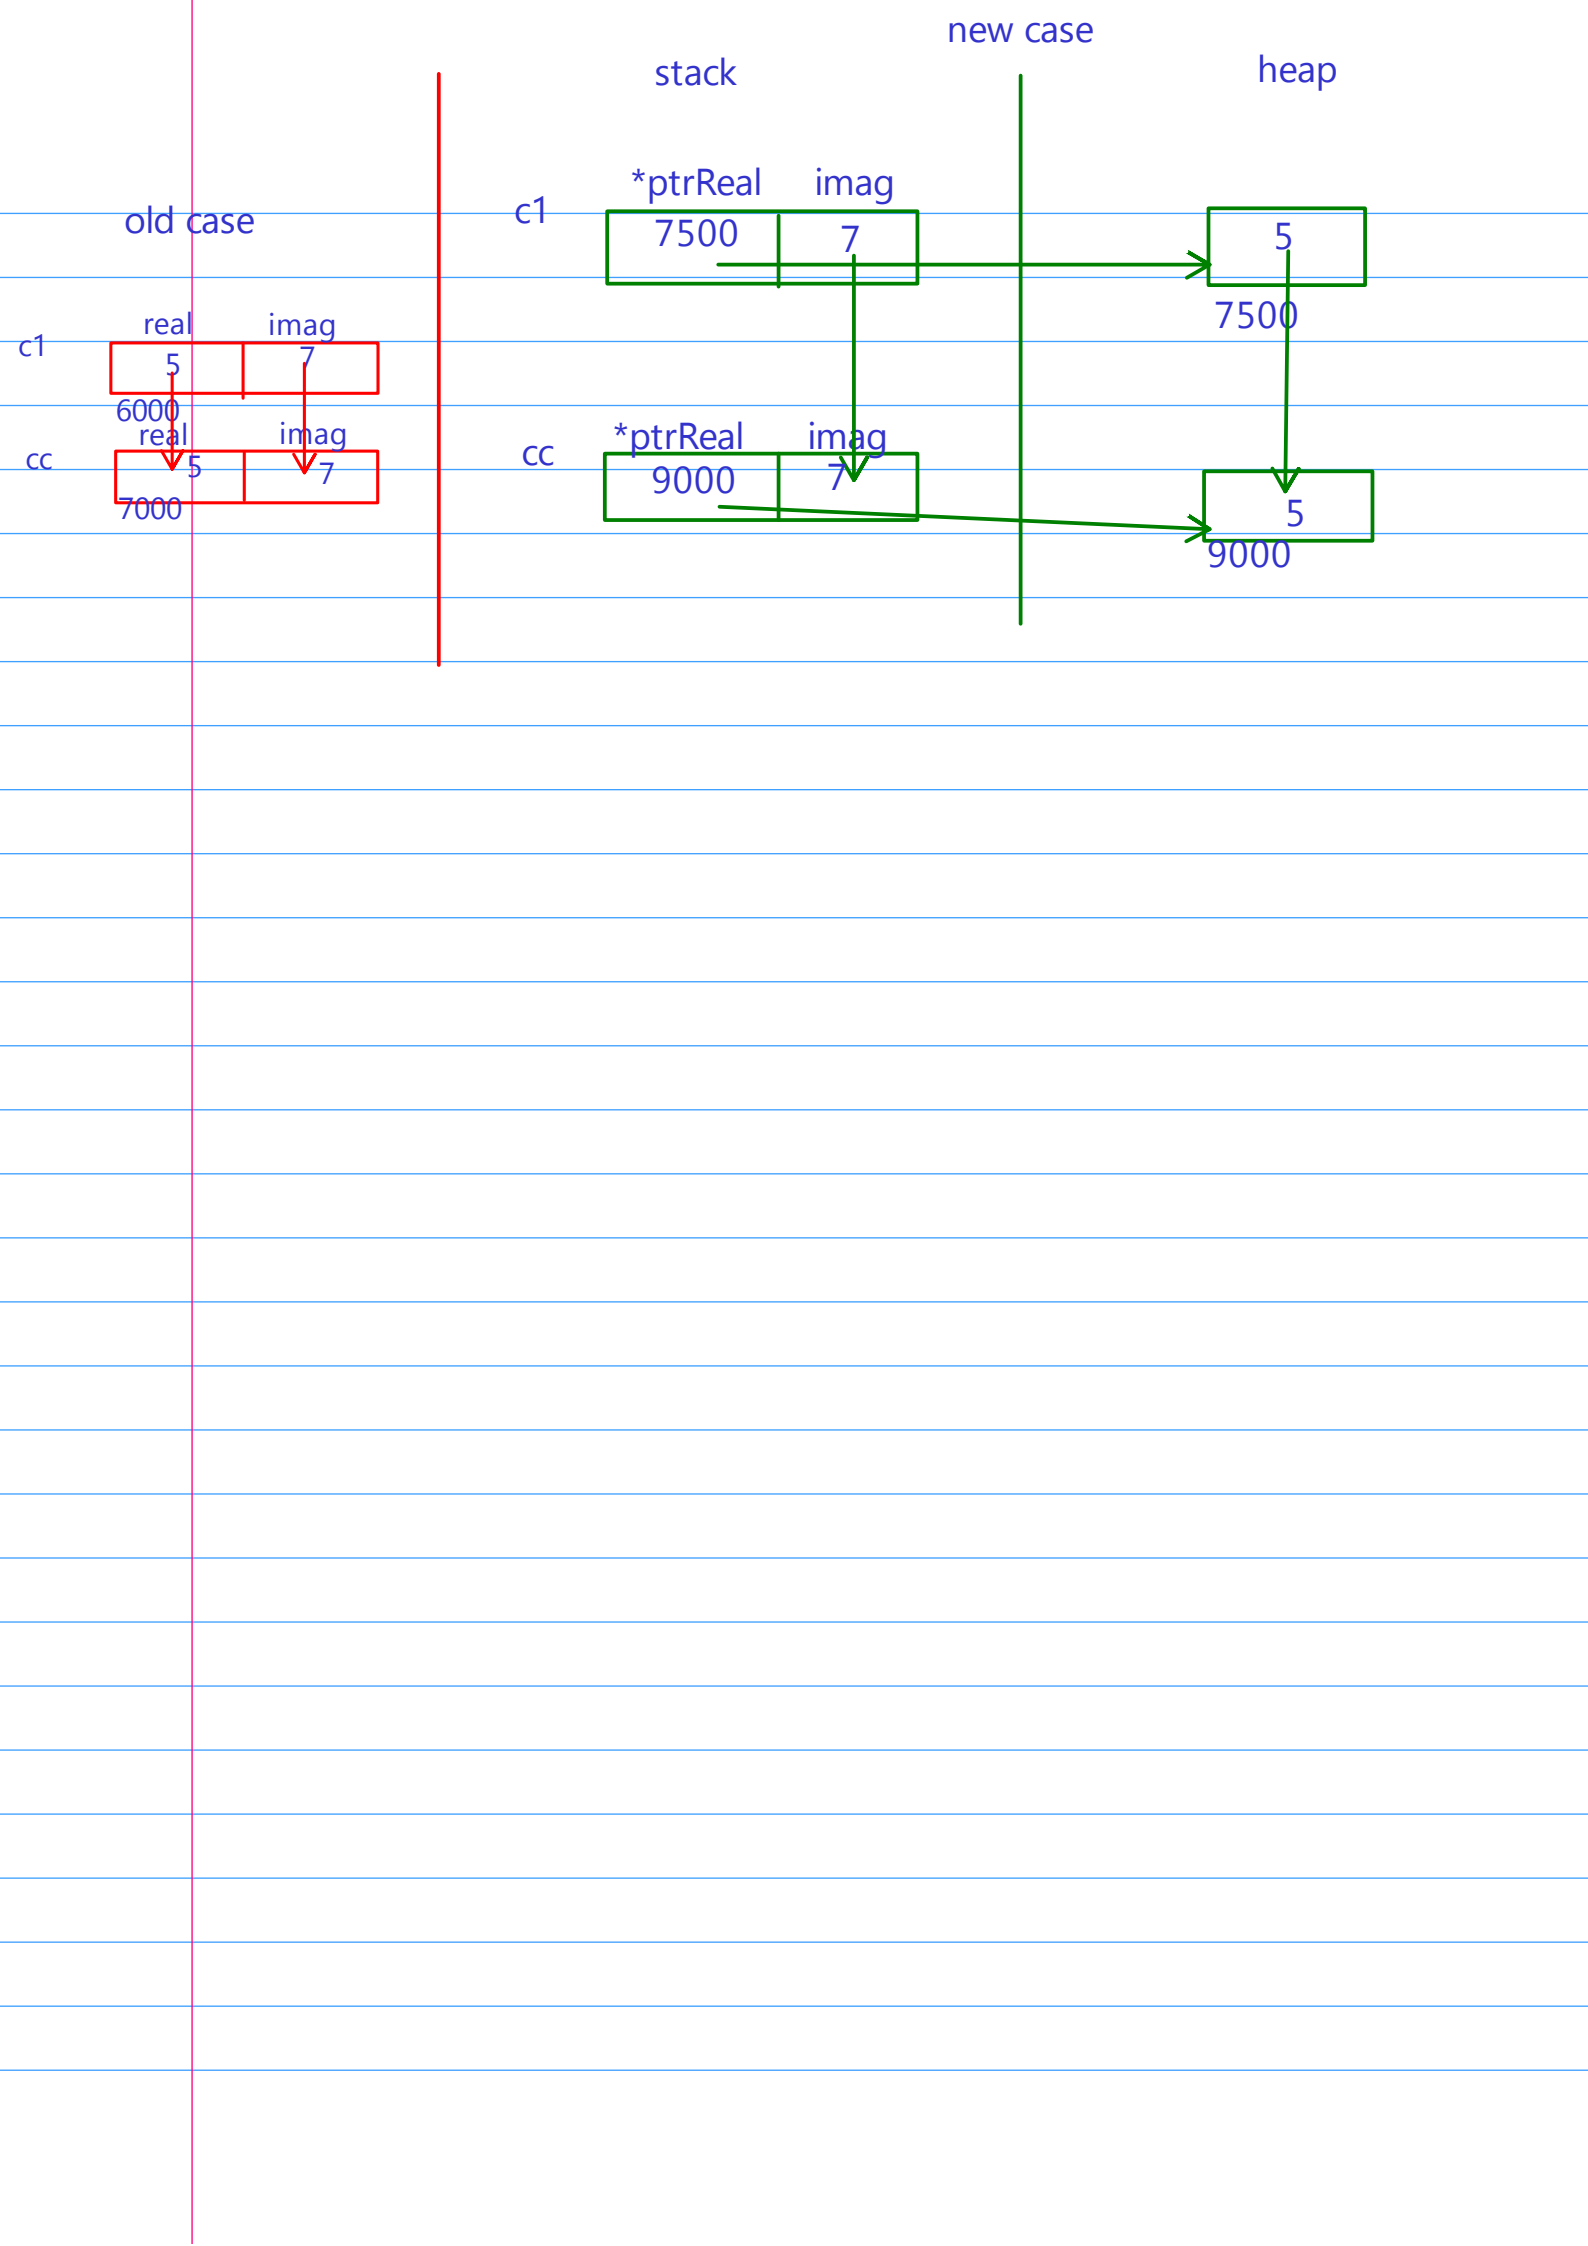 new case
stack heap
*ptrReal imag
c1 7500 7 5
7500
*ptrReal imag
cc 9000 7 5
9000
old case
real imag
c1 5 7
6000
real imag
cc 5 7
7000